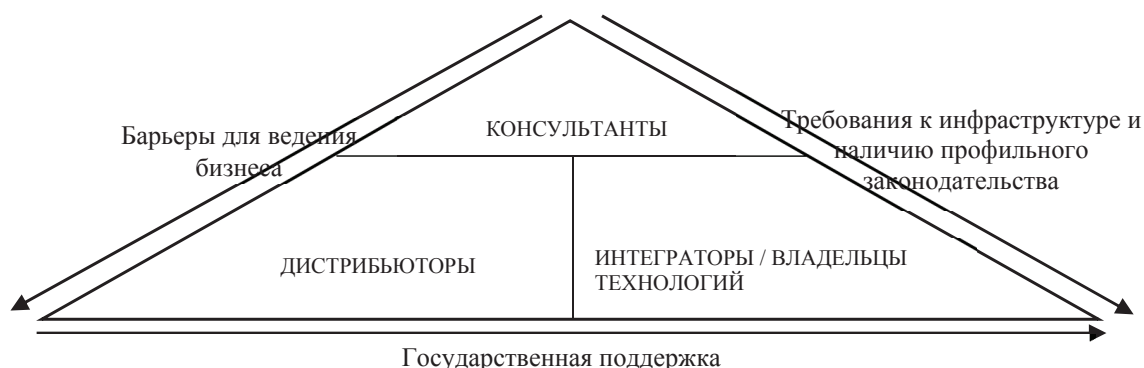 КОНСУЛЬТАНТЫ
Барьеры для ведения
бизнеса
Требования к инфраструктуре и
наличию профильного
законодательства
ДИСТРИБЬЮТОРЫ
ИНТЕГРАТОРЫ / ВЛАДЕЛЬЦЫ
ТЕХНОЛОГИЙ
Государственная поддержка